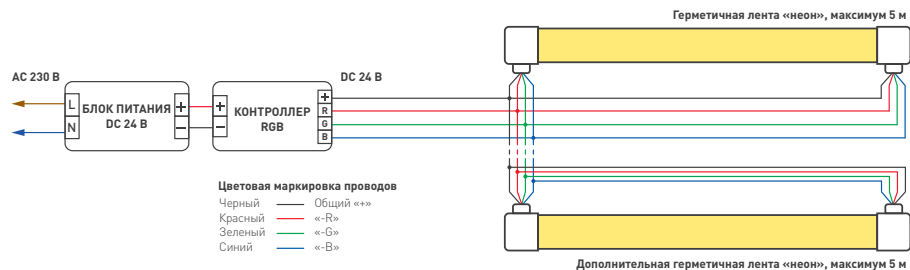 Герметичная лента «неон», максимум 5 м
AC 230 В
DC 24 В
L
N
БЛОК ПИТАНИЯ
DC 24 В
+
–
+
–
КОНТРОЛЛЕР
RGB
+
R
G
B
Цветовая маркировка проводов
Черный Общий «+»
Красный «-R»
Зеленый «-G»
Синий «-B»
Дополнительная герметичная лента «неон», максимум 5 м